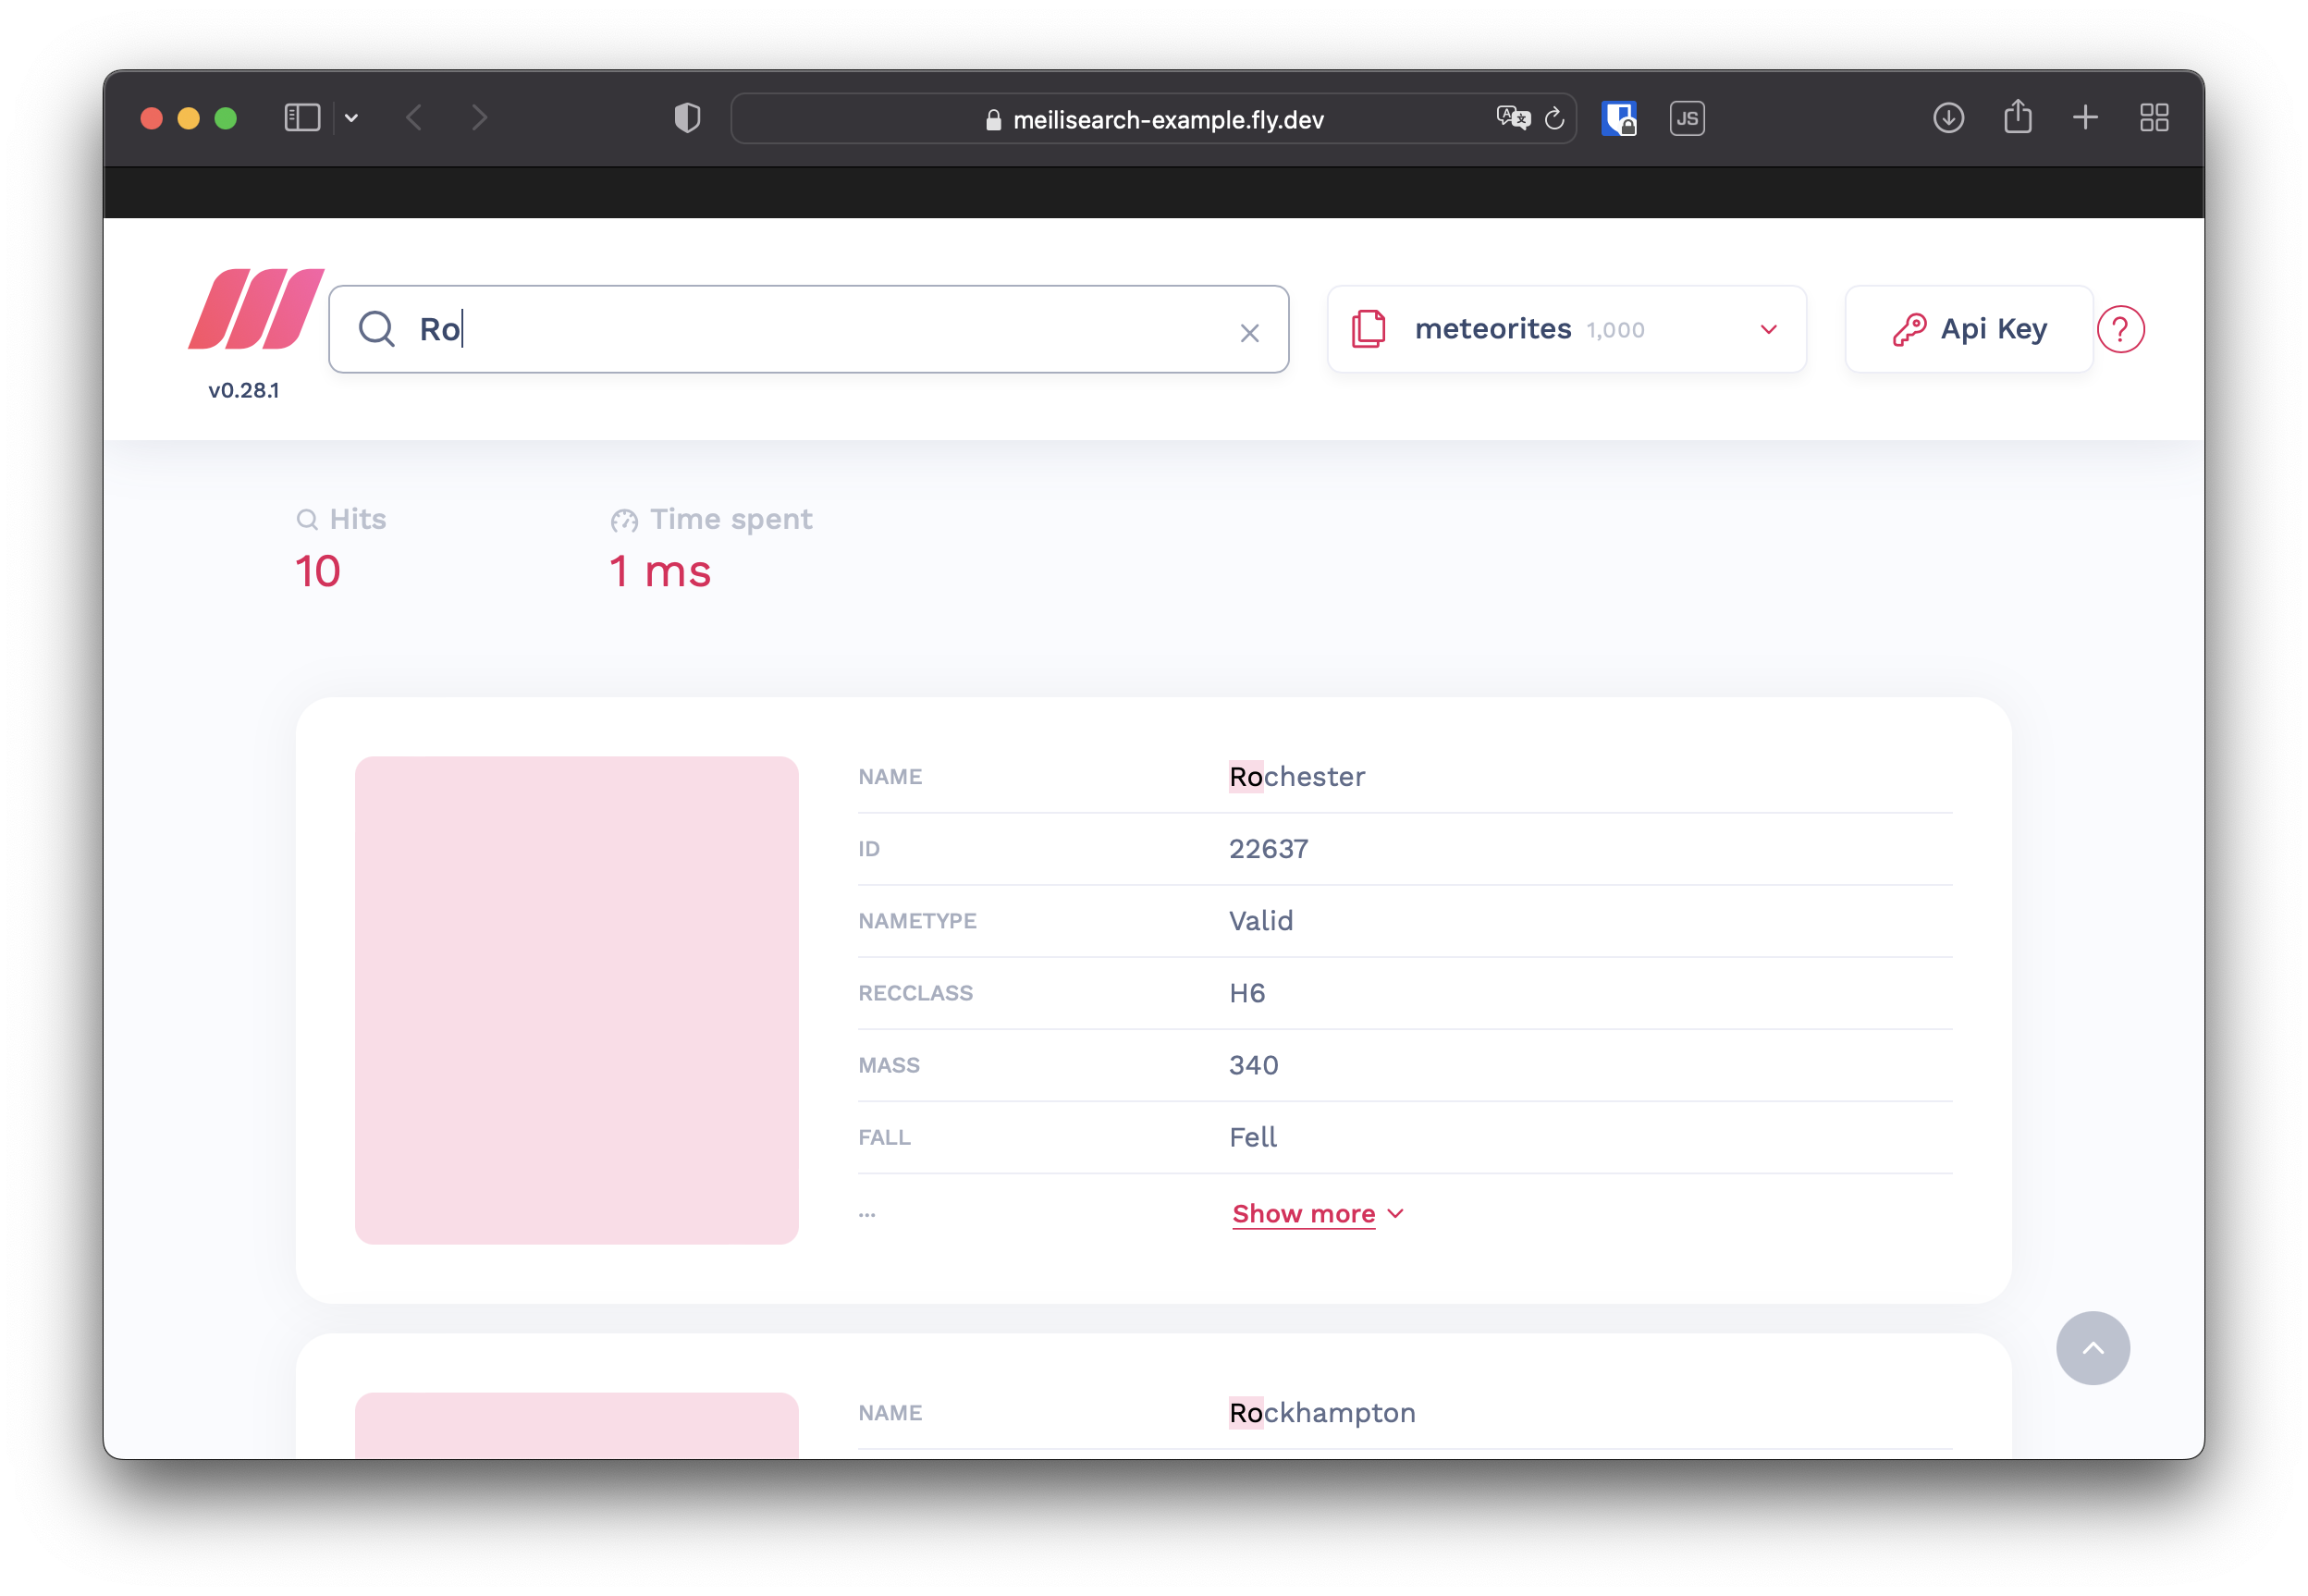 meilisearch-example.fly.dev
JS
Ro
meteorites 1,000
Api Key
?
v0.28.1
Hits
Time spent
10
1 ms
NAME Rochester
ID 22637
NAMETYPE Valid
RECCLASS H6
MASS 340
FALL Fell
... Show more
NAME Rockhampton